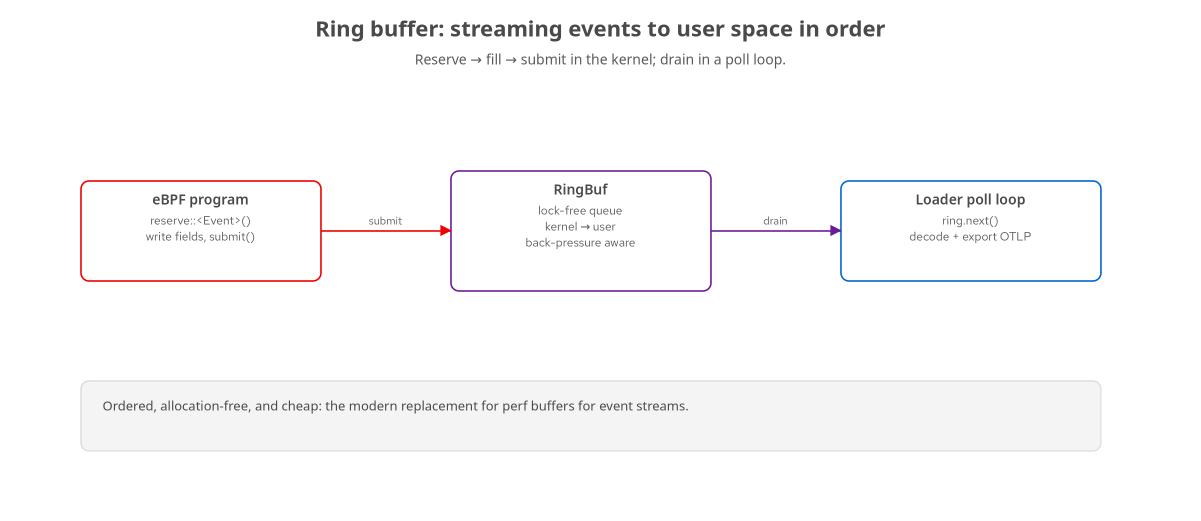 Ring buffer: streaming events to user space in order
Reserve → fill → submit in the kernel; drain in a poll loop.
eBPF program
reserve::<Event>()
write fields, submit()
submit
RingBuf
lock-free queue
kernel → user
back-pressure aware
drain
Loader poll loop
ring.next()
decode + export OTLP
Ordered, allocation-free, and cheap: the modern replacement for perf buffers for event streams.